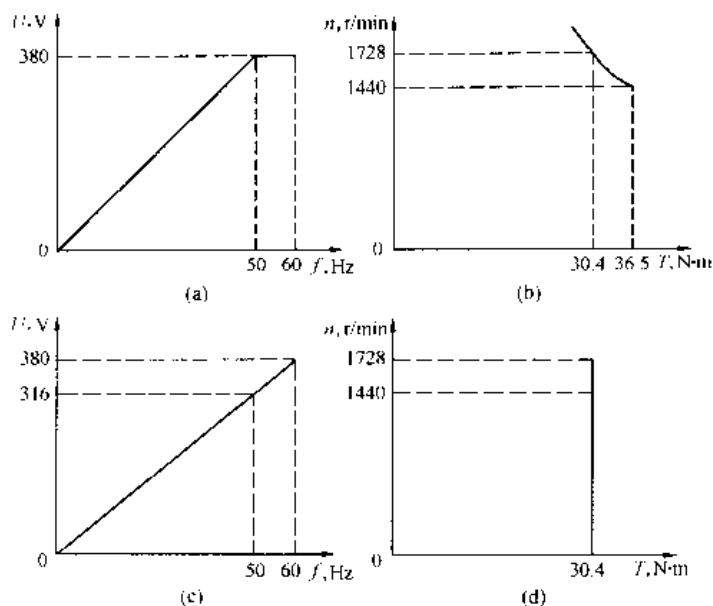 U, V
380
0
50 60 f, Hz
(a)
n, r/min
1728
1440
0
30.4 36.5 T, N·m
(b)
U, V
380
316
0
50 60 f, Hz
(c)
n, r/min
1728
1440
0
30.4 T, N·m
(d)